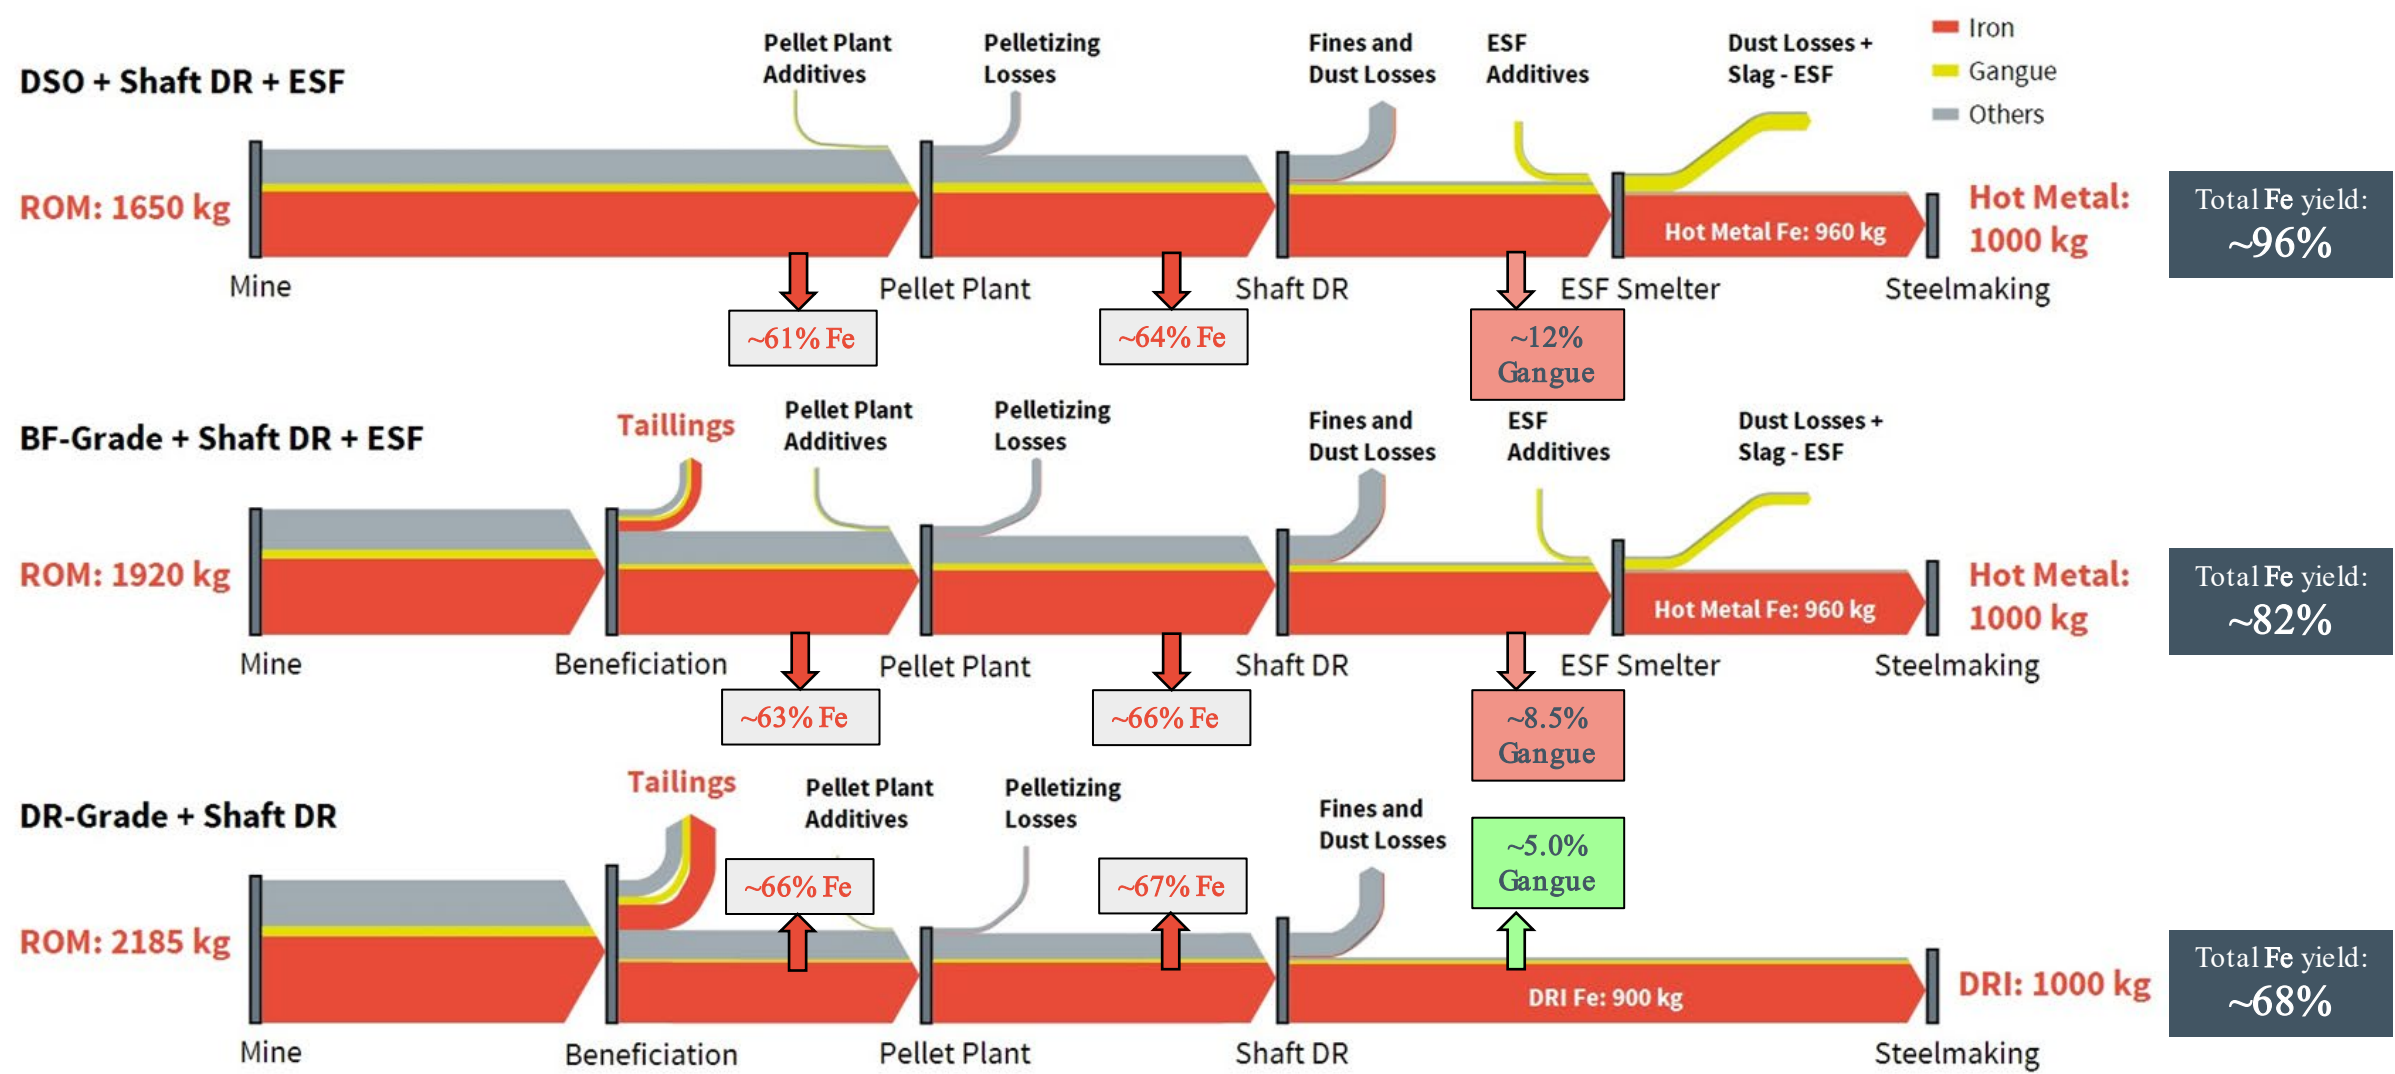 Iron
Gangue
Others
DSO + Shaft DR + ESF
Pellet Plant
Additives
Pelletizing
Losses
Fines and
Dust Losses
ESF
Additives
Dust Losses +
Slag - ESF
ROM: 1650 kg
Hot Metal Fe: 960 kg
Hot Metal:
1000 kg
Total Fe yield:
~96%
Mine
Pellet Plant
Shaft DR
ESF Smelter
Steelmaking
~61% Fe
~64% Fe
~12%
Gangue
BF-Grade + Shaft DR + ESF
Taillings
Pellet Plant
Additives
Pelletizing
Losses
Fines and
Dust Losses
ESF
Additives
Dust Losses +
Slag - ESF
ROM: 1920 kg
Hot Metal Fe: 960 kg
Hot Metal:
1000 kg
Total Fe yield:
~82%
Mine
Beneficiation
Pellet Plant
Shaft DR
ESF Smelter
Steelmaking
~63% Fe
~66% Fe
~8.5%
Gangue
DR-Grade + Shaft DR
Tailings
Pellet Plant
Additives
Pelletizing
Losses
Fines and
Dust Losses
~66% Fe
~67% Fe
~5.0%
Gangue
ROM: 2185 kg
DRI Fe: 900 kg
DRI: 1000 kg
Total Fe yield:
~68%
Mine
Beneficiation
Pellet Plant
Shaft DR
Steelmaking